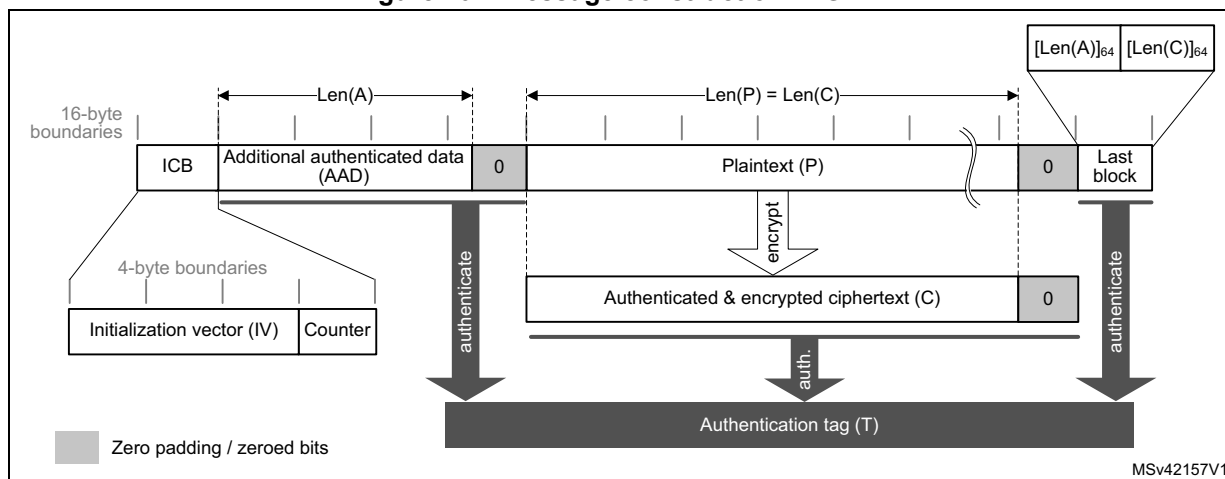 [Len(A)]64 [Len(C)]64
Len(A)
Len(P) = Len(C)
16-byte
boundaries
ICB
Additional authenticated data
(AAD)
0
Plaintext (P)
0
Last
block
encrypt
4-byte boundaries
Initialization vector (IV)
Counter
authenticate
Authenticated & encrypted ciphertext (C)
0
auth.
authenticate
Authentication tag (T)
Zero padding / zeroed bits
MSv42157V1